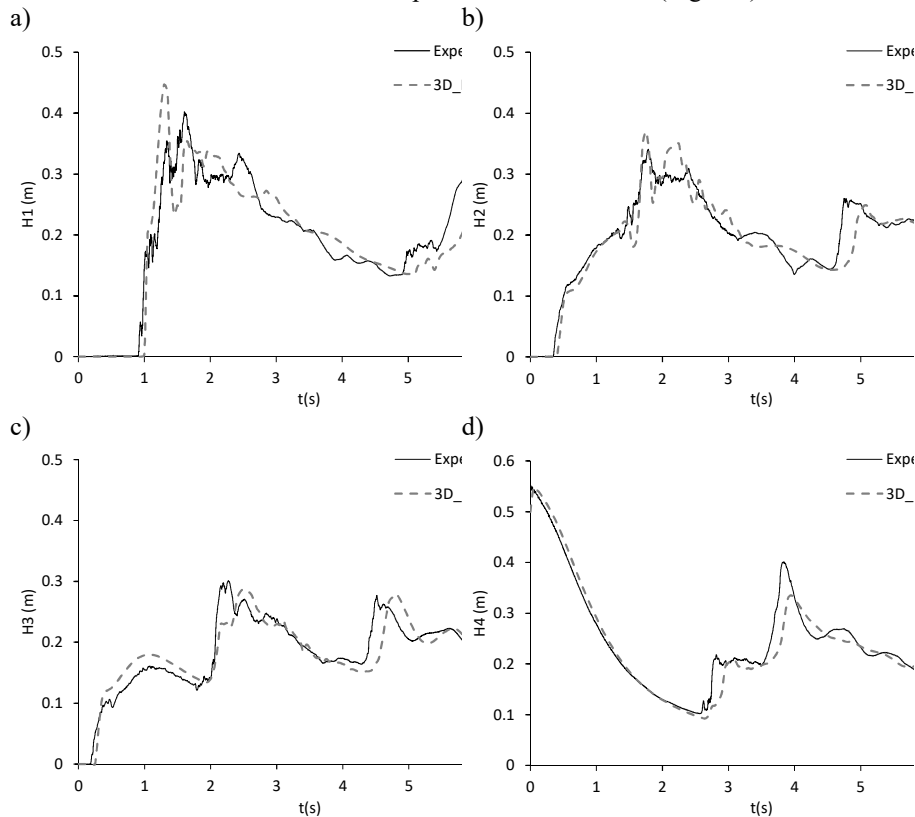 a)
b)
0.5
0.4
0.3
0.2
0.1
0
H1 (m)
0 1 2 3 4 5
t(s)
Expe
3D_
0.5
0.4
0.3
0.2
0.1
0
H2 (m)
0 1 2 3 4 5
t(s)
Expe
3D_
c)
d)
0.5
0.4
0.3
0.2
0.1
0
H3 (m)
0 1 2 3 4 5
t(s)
Expe
3D_
0.6
0.5
0.4
0.3
0.2
0.1
0
H4 (m)
0 1 2 3 4 5
t(s)
Expe
3D_